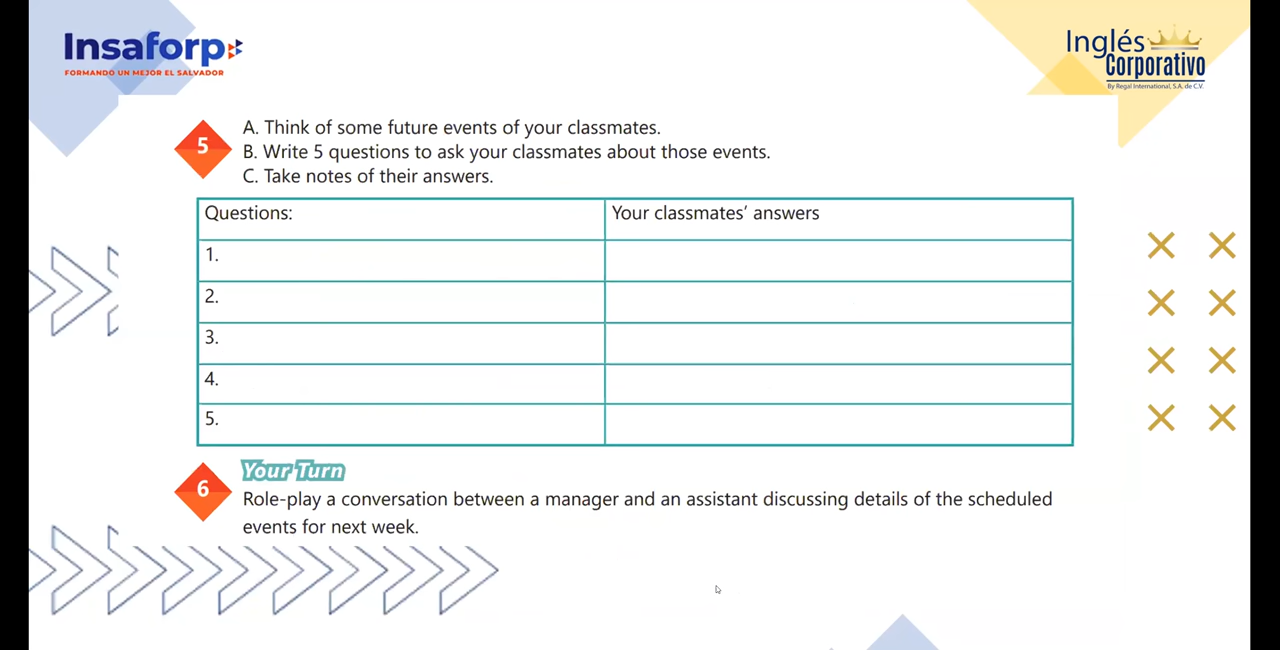 Insaforp
FORMANDO UN MEJOR EL SALVADOR
Inglés
Corporativo
By Regal International, S.A. de C.V.
5
A. Think of some future events of your classmates.
B. Write 5 questions to ask your classmates about those events.
C. Take notes of their answers.
Questions:
Your classmates' answers
1.
2.
3.
4.
5.
6
Your Turn
Role-play a conversation between a manager and an assistant discussing details of the scheduled
events for next week.